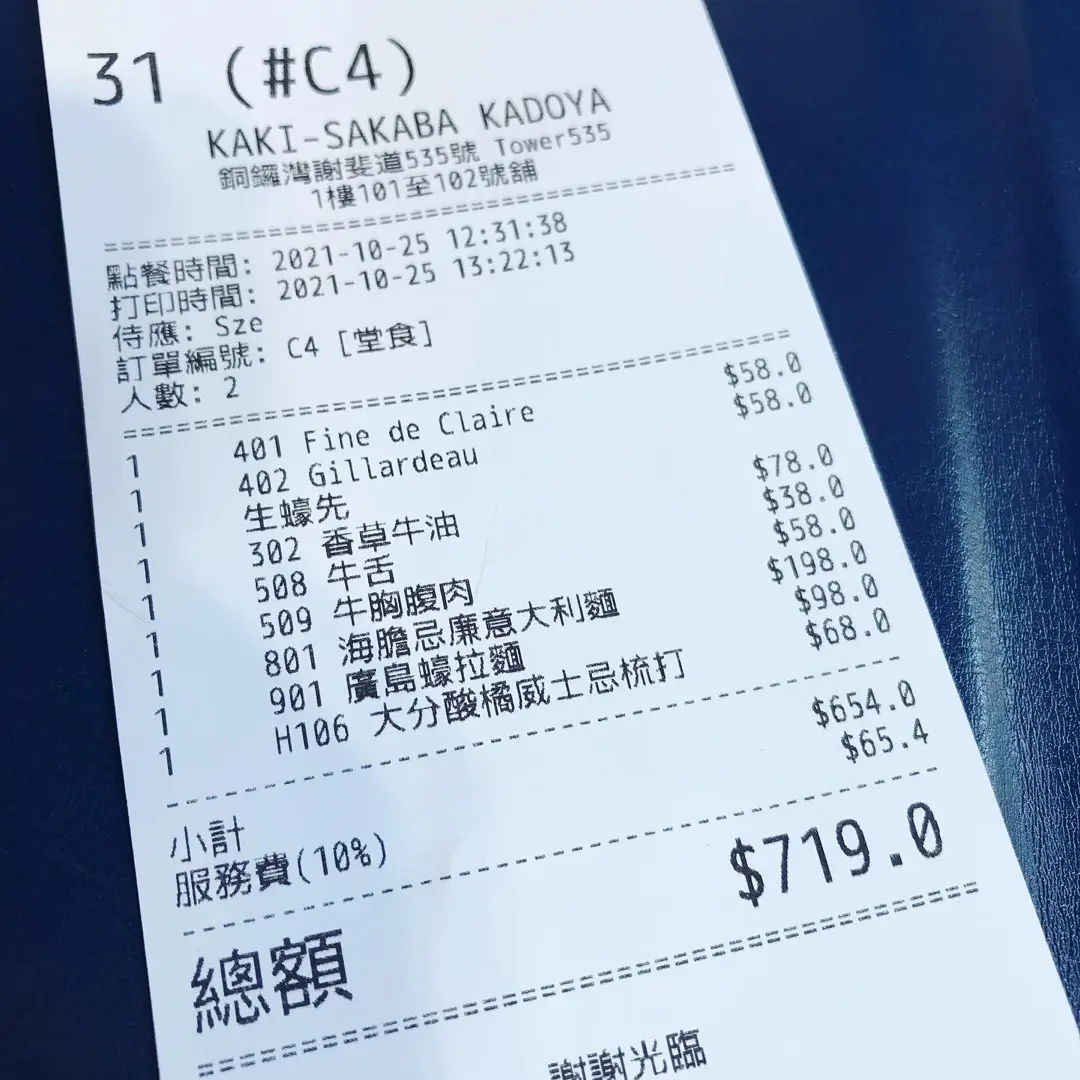 31 (#C4)
KAKI-SAKABA KADOYA
銅鑼灣謝斐道535號 Tower535
1樓101至102號舖
點餐時間: 2021-10-25 12:31:38
打印時間: 2021-10-25 13:22:13
侍應: Sze
訂單編號: C4 [堂食]
人數: 2
1 401 Fine de Claire $58.0
1 402 Gillardeau $58.0
1 生蠔先
1 302 香草牛油 $78.0
1 508 牛舌 $38.0
1 509 牛胸腹肉 $58.0
1 801 海膽忌廉意大利麵 $198.0
1 901 廣島蠔拉麵 $98.0
1 H106 大分酸橘威士忌梳打 $68.0
小計 $654.0
服務費(10%) $65.4
總額 $719.0
謝謝光臨